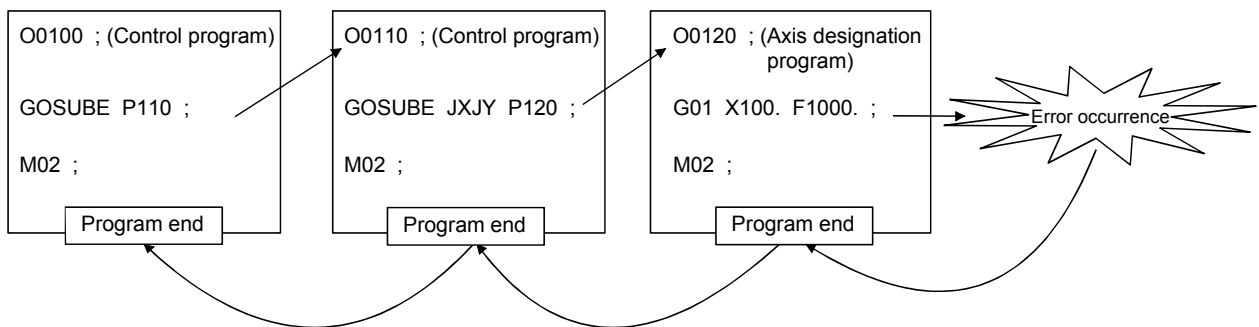 O0100 ; (Control program)
GOSUBE P110 ;
M02 ;
Program end
O0110 ; (Control program)
GOSUBE JXJY P120 ;
M02 ;
Program end
O0120 ; (Axis designation
program)
G01 X100. F1000. ;
M02 ;
Program end
Error occurrence